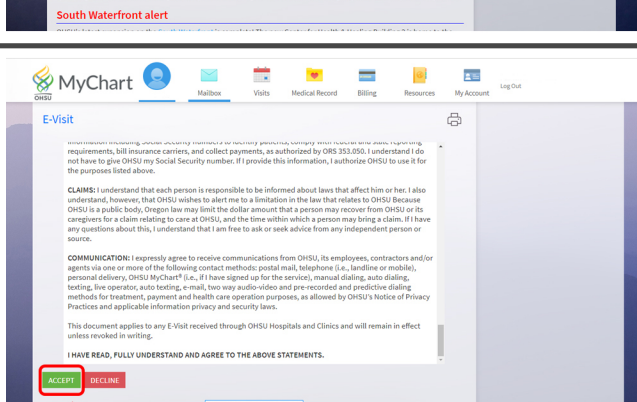 South Waterfront alert
MyChart
OHSU
Mailbox
Visits
Medical Record
Billing
Resources
My Account
Log Out
E-Visit
requirements, bill insurance carriers, and collect payments, as authorized by ORS 353.050. I understand I do
not have to give OHSU my Social Security number. If I provide this information, I authorize OHSU to use it for
the purposes listed above.
CLAIMS: I understand that each person is responsible to be informed about laws that affect him or her. I also
understand, however, that OHSU wishes to alert me to a limitation in the law that relates to OHSU Because
OHSU is a public body, Oregon law may limit the dollar amount that a person may recover from OHSU or its
caregivers for a claim relating to care at OHSU, and the time within which a person may bring a claim. If I have
any questions about this, I understand that I am free to ask or seek advice from any independent person or
source.
COMMUNICATION: I expressly agree to receive communications from OHSU, its employees, contractors and/or
agents via one or more of the following contact methods: postal mail, telephone (i.e., landline or mobile),
personal delivery, OHSU MyChart® (i.e., if I have signed up for the service), manual dialing, auto dialing,
texting, live operator, auto texting, e-mail, two way audio-video and pre-recorded and predictive dialing
methods for treatment, payment and health care operation purposes, as allowed by OHSU's Notice of Privacy
Practices and applicable information privacy and security laws.
This document applies to any E-Visit received through OHSU Hospitals and Clinics and will remain in effect
unless revoked in writing.
I HAVE READ, FULLY UNDERSTAND AND AGREE TO THE ABOVE STATEMENTS.
ACCEPT
DECLINE